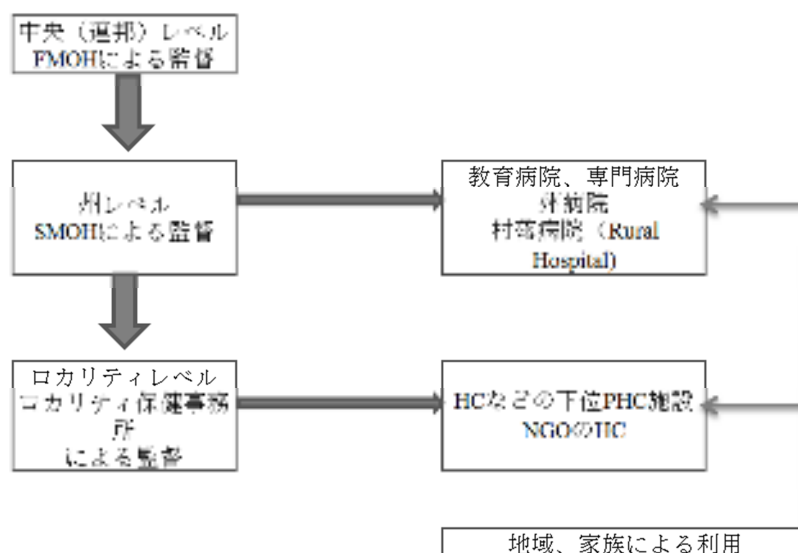 中央（連邦）レベル
FMOHによる監督
州レベル
SMOHによる監督
教育病院、専門病院
州病院
村落病院（Rural
Hospital)
ロカリティレベル
ロカリティ保健事務
所
による監督
HCなどの下位PHC施設
NGOのHC
地域、家族による利用